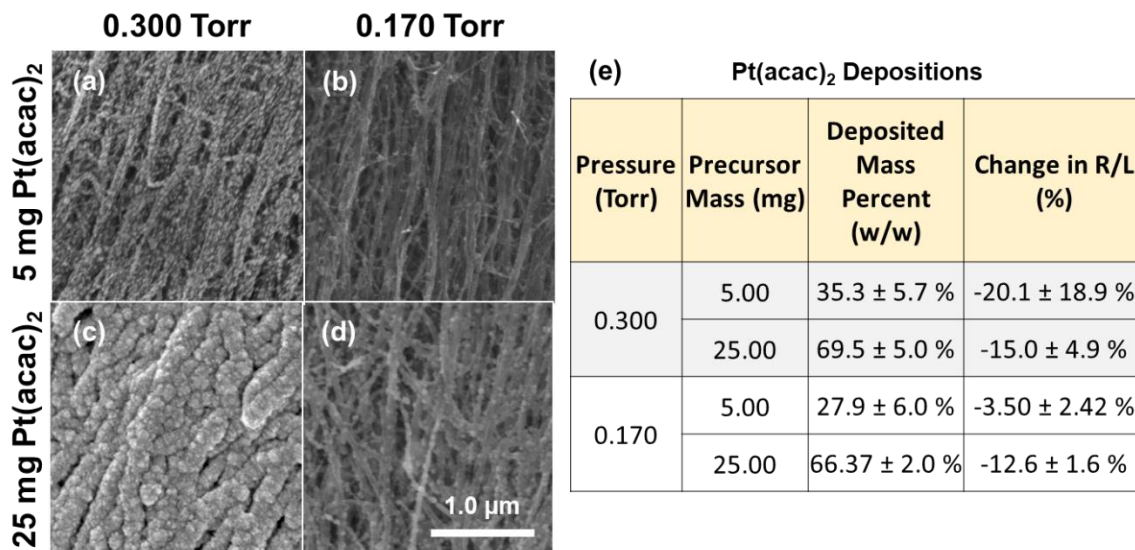 0.300 Torr 0.170 Torr
5 mg Pt(acac)₂
25 mg Pt(acac)₂
(a)
(b)
(c)
(d)
1.0 µm
(e) Pt(acac)₂ Depositions
Pressure (Torr) Precursor Mass (mg) Deposited Mass Percent (w/w) Change in R/L (%)
0.300 5.00 35.3 ± 5.7 % -20.1 ± 18.9 %
25.00 69.5 ± 5.0 % -15.0 ± 4.9 %
0.170 5.00 27.9 ± 6.0 % -3.50 ± 2.42 %
25.00 66.37 ± 2.0 % -12.6 ± 1.6 %